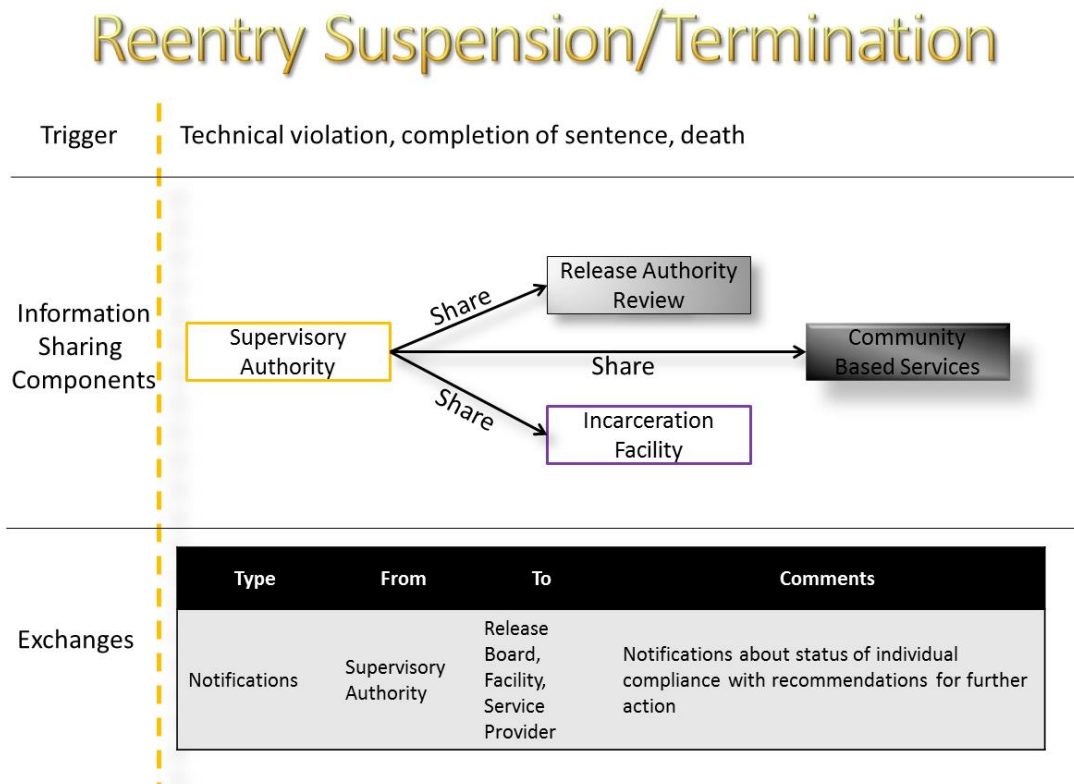 Reentry Suspension/Termination
Trigger
Technical violation, completion of sentence, death
Information
Sharing
Components
Supervisory
Authority
Share
Share
Share
Release Authority
Review
Community
Based Services
Incarceration
Facility
Exchanges
Type From To Comments
Notifications
Supervisory
Authority
Release
Board,
Facility,
Service
Provider
Notifications about status of individual
compliance with recommendations for further
action